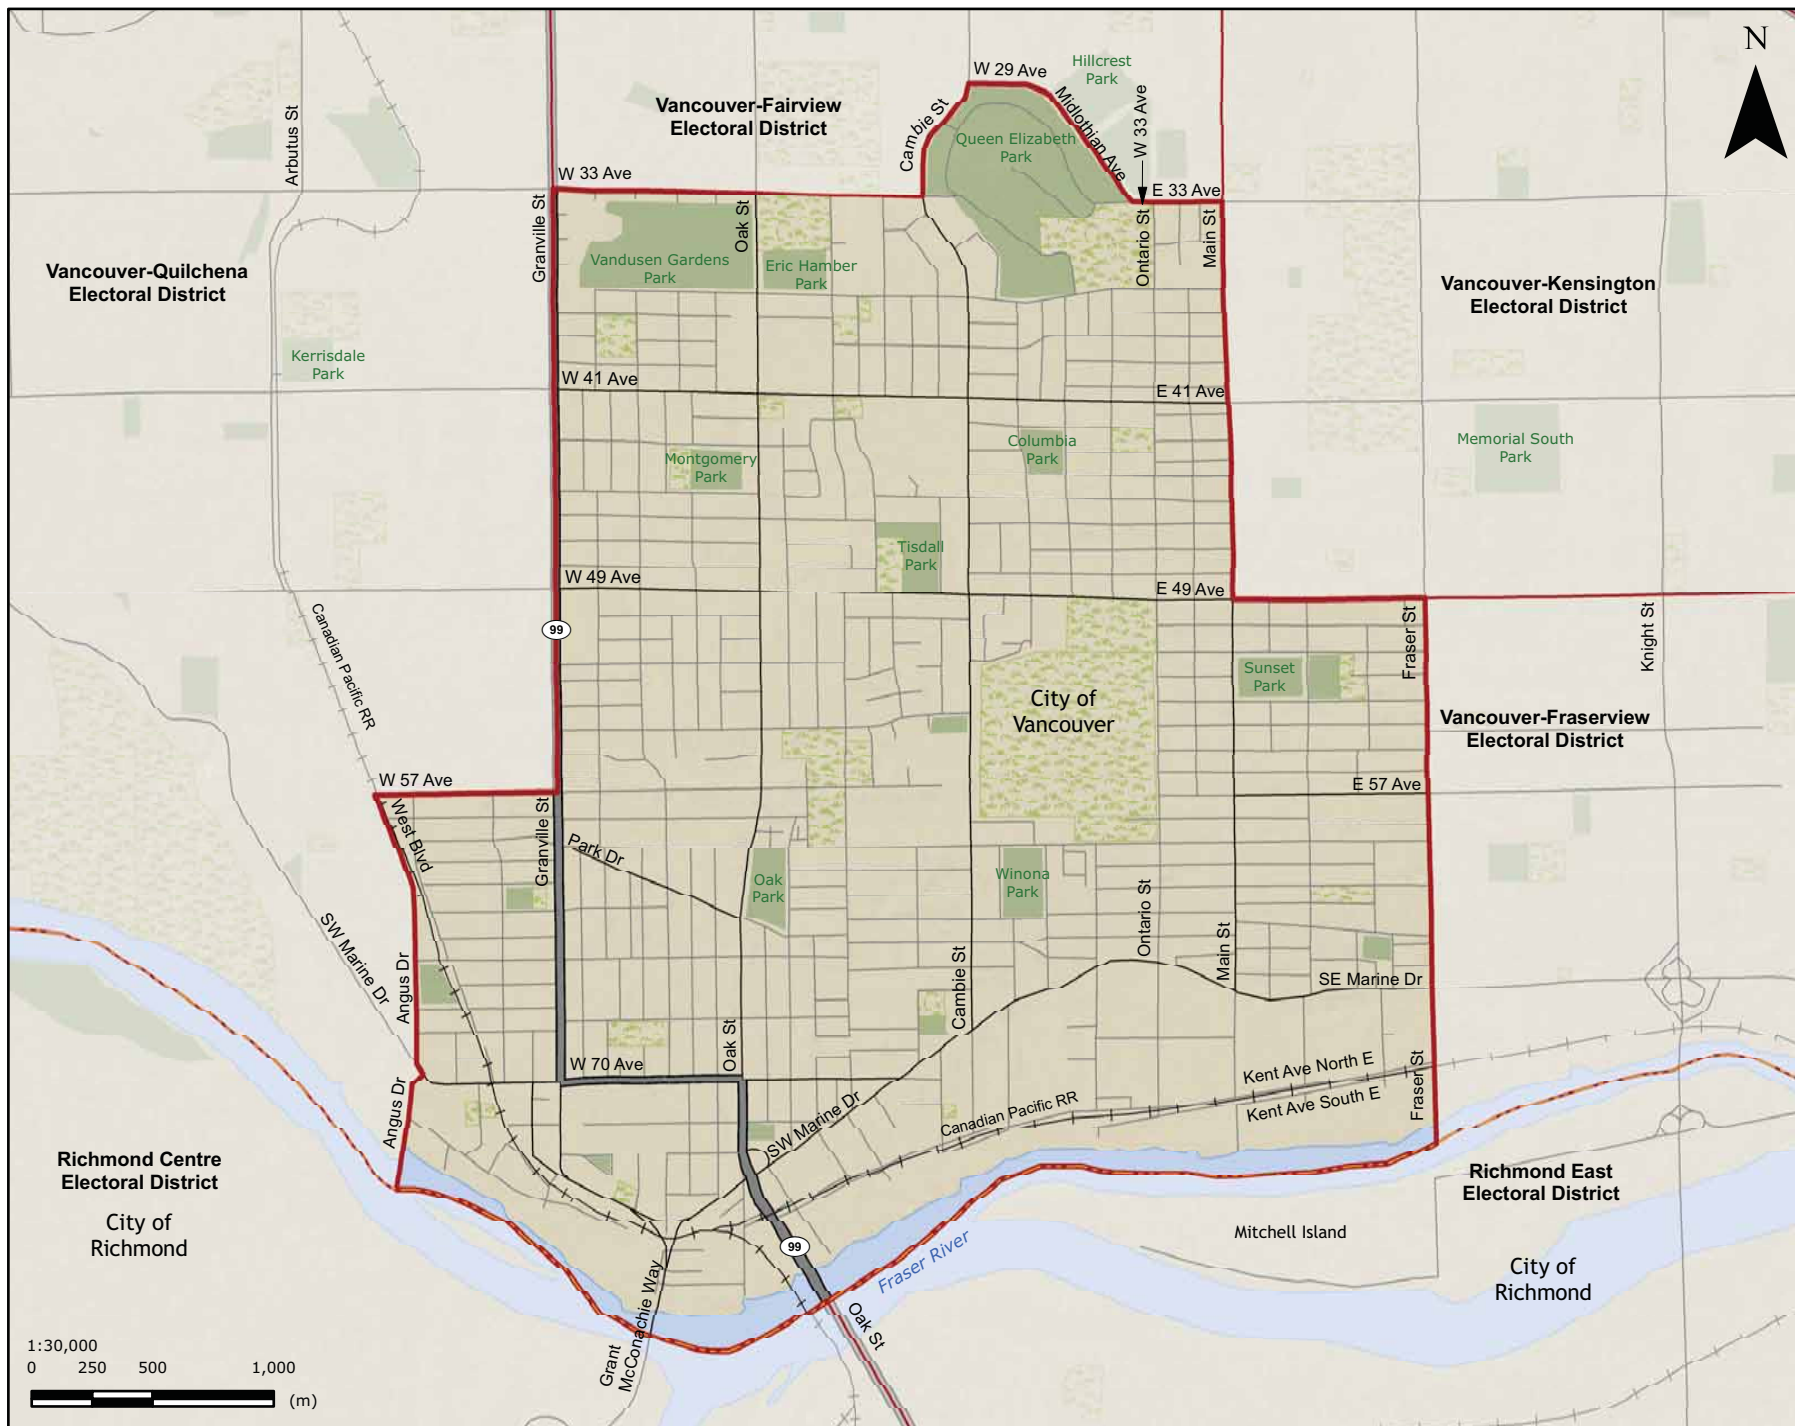 N
W 29 Ave
Hillcrest
Park
Vancouver-Fairview
Electoral District
Cambie St
Midlothian Ave
W 33 Ave
Arbutus St
Queen Elizabeth
Park
W 33 Ave
E 33 Ave
Granville St
Oak St
Ontario St
Main St
Vandusen Gardens
Park
Eric Hamber
Park
Vancouver-Quilchena
Electoral District
Vancouver-Kensington
Electoral District
Kerrisdale
Park
W 41 Ave
E 41 Ave
Montgomery
Park
Columbia
Park
Memorial South
Park
Tisdall
Park
W 49 Ave
E 49 Ave
99
Canadian Pacific RR
Fraser St
Knight St
Sunset
Park
City of
Vancouver
Vancouver-Fraserview
Electoral District
W 57 Ave
E 57 Ave
West Blvd
Granville St
Park Dr
Oak
Park
Winona
Park
SW Marine Dr
Angus Dr
Cambie St
Ontario St
Main St
SE Marine Dr
W 70 Ave
Oak St
Kent Ave North E
Kent Ave South E
Fraser St
Angus Dr
SW Marine Dr
Canadian Pacific RR
Richmond Centre
Electoral District
City of
Richmond
Richmond East
Electoral District
Mitchell Island
99
Fraser River
City of
Richmond
Grant
McConachie Way
Oak St
1:30,000
0 250 500 1,000
(m)